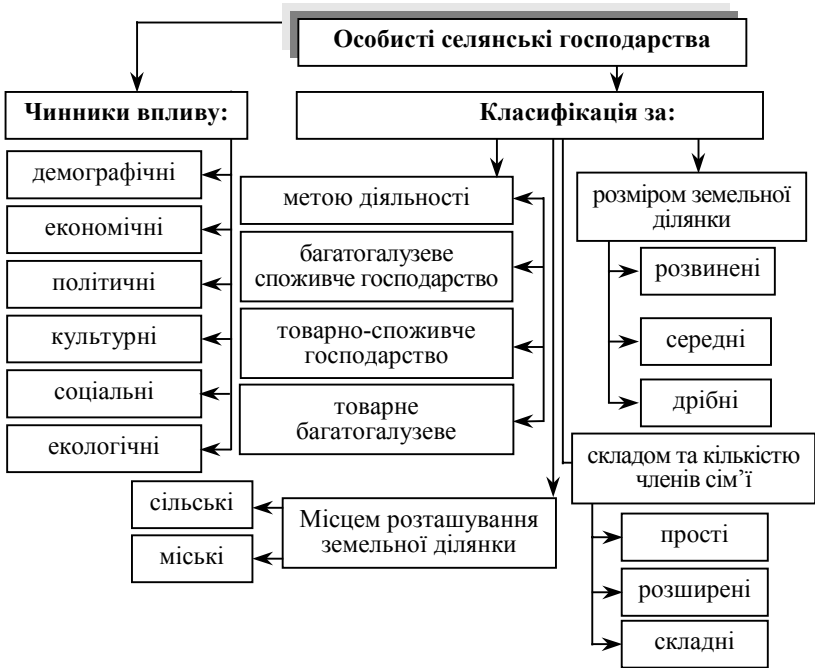 Особисті селянські господарства
Чинники впливу:
демографічні
економічні
політичні
культурні
соціальні
екологічні
Класифікація за:
метою діяльності
багатогалузеве
споживче господарство
товарно-споживче
господарство
товарне
багатогалузеве
розміром земельної
ділянки
розвинені
середні
дрібні
складом та кількістю
членів сім’ї
прості
розширені
складні
Місцем розташування
земельної ділянки
сільські
міські